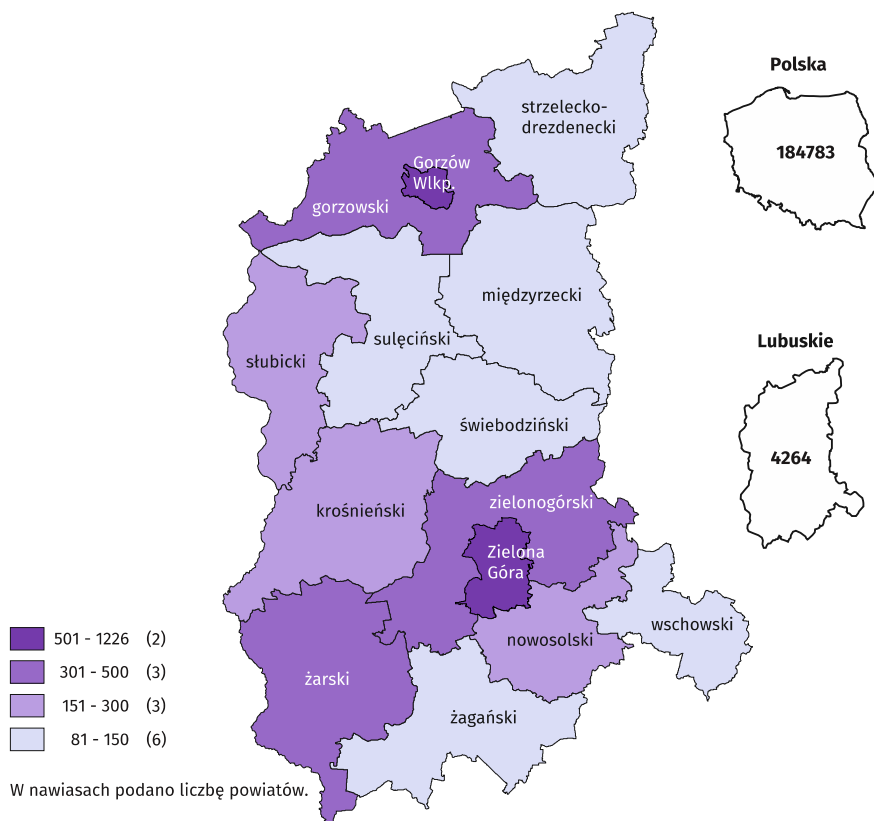 Polska
184783
strzelecko-
drezdenecki
Gorzów
Wlkp.
gorzowski
międzyrzecki
sulęciński
słubicki
Lubuskie
4264
świebodziński
zielonogórski
krośnieński
Zielona
Góra
wschowski
nowosolski
żarski
żagański
501 - 1226 (2)
301 - 500 (3)
151 - 300 (3)
81 - 150 (6)
W nawiasach podano liczbę powiatów.